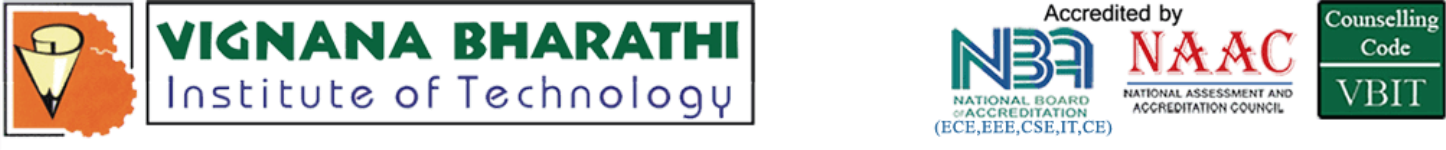 VIGNANA BHARATHI
Institute of Technology
Accredited by
NBA
NATIONAL BOARD
OF ACCREDITATION
(ECE,EEE,CSE,IT,CE)
NAAC
NATIONAL ASSESSMENT AND
ACCREDITATION COUNCIL
Counselling
Code
VBIT